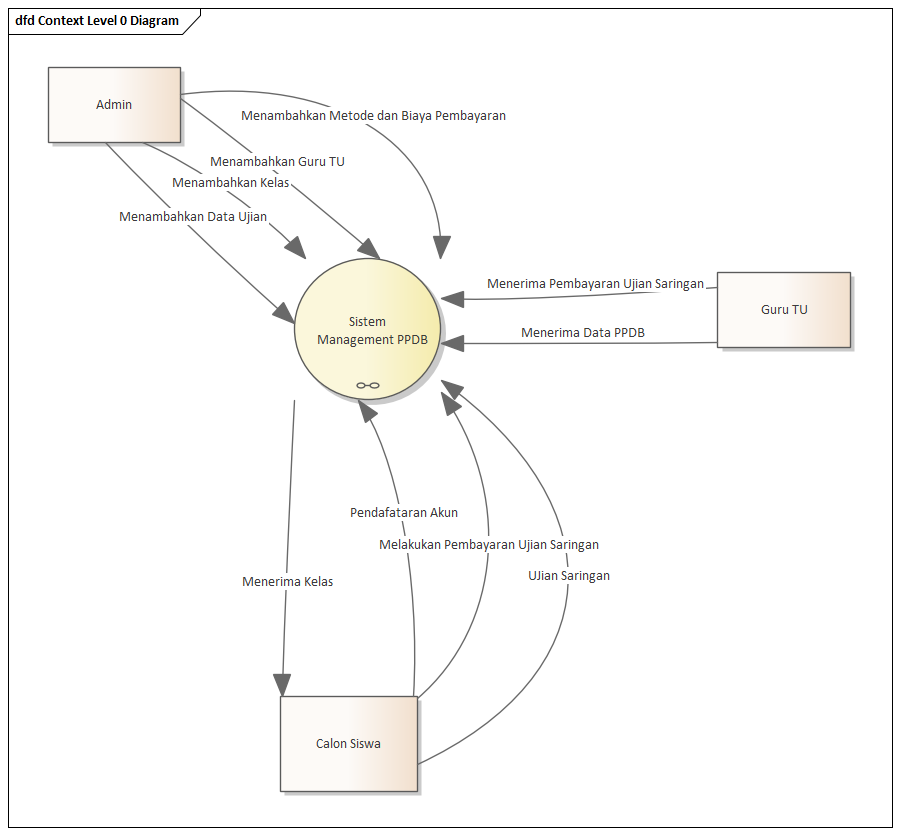 dfd Context Level 0 Diagram
Admin
Menambahkan Metode dan Biaya Pembayaran
Menambahkan Guru TU
Menambahkan Kelas
Menambahkan Data Ujian
Menerima Pembayaran Ujian Saringan
Guru TU
Sistem
Management PPDB
Menerima Data PPDB
Pendafataran Akun
Melakukan Pembayaran Ujian Saringan
UJian Saringan
Menerima Kelas
Calon Siswa